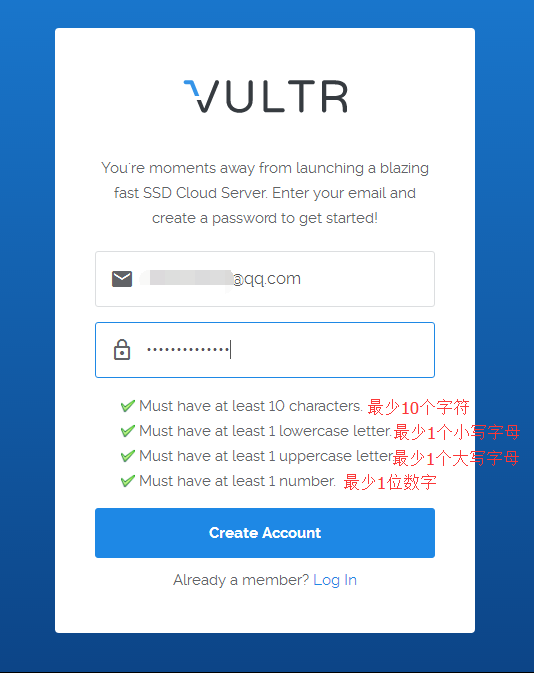 VULTR
You're moments away from launching a blazing
fast SSD Cloud Server. Enter your email and
create a password to get started!
@qq.com
Must have at least 10 characters. 最少10个字符
Must have at least 1 lowercase letter. 最少1个小写字母
Must have at least 1 uppercase letter 最少1个大写字母
Must have at least 1 number. 最少1位数字
Create Account
Already a member? Log In